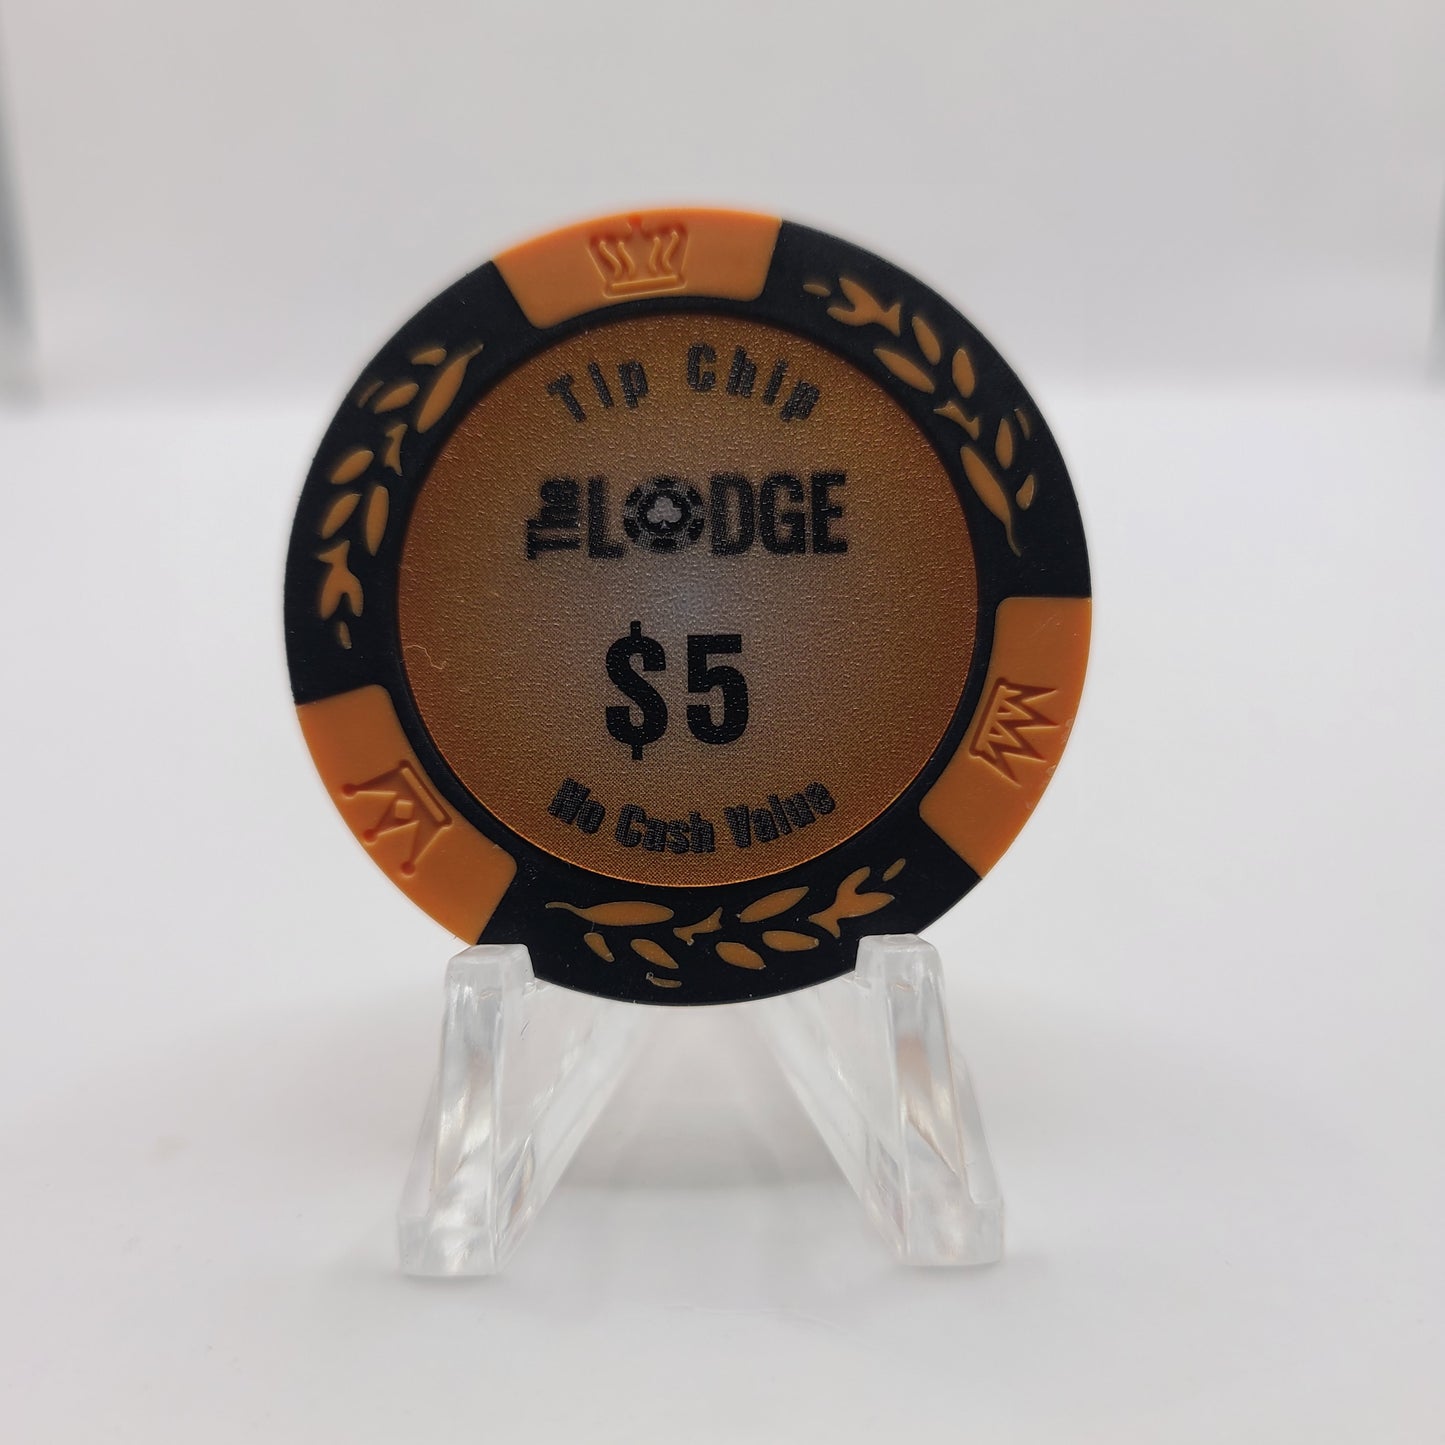 Tip Chip
The LODGE
$5
No Cash Value